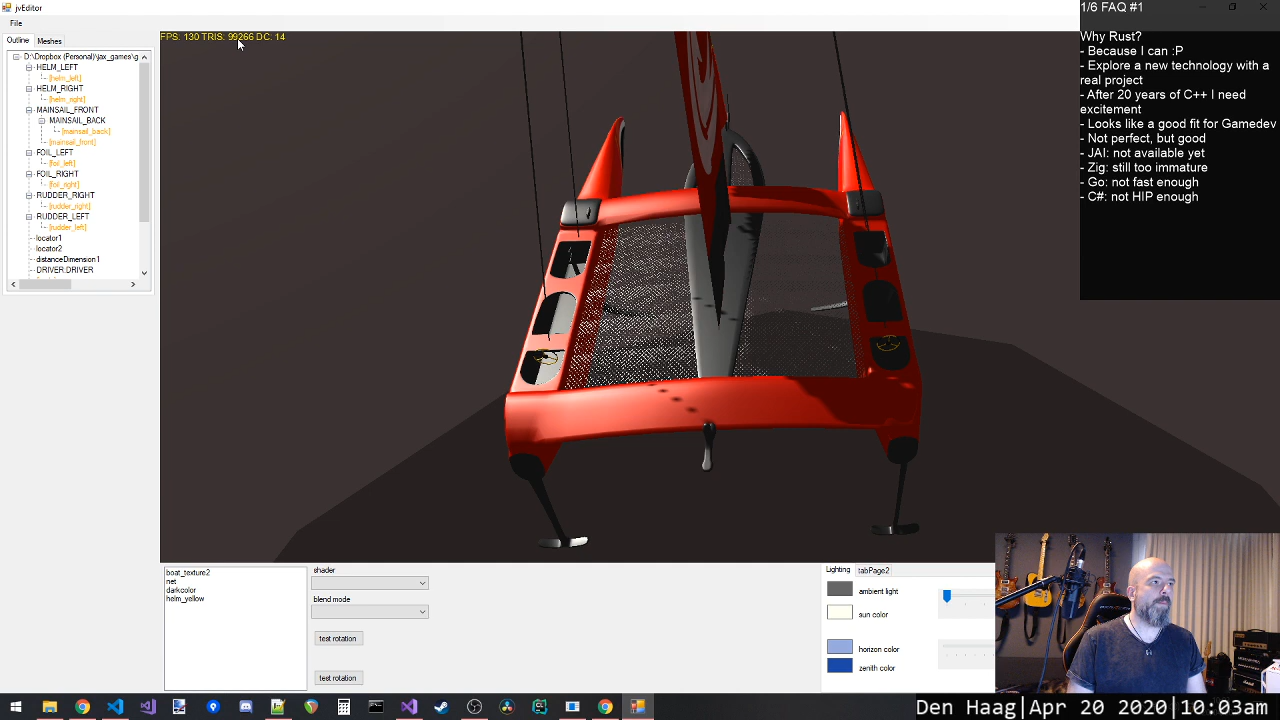 jvEditor
File
Outline
Meshes
D:\Dropbox (Personal)\jax_games\g
HELM_LEFT
[helm_left]
HELM_RIGHT
[helm_right]
MAINSAIL_FRONT
MAINSAIL_BACK
[mainsail_back]
[mainsail_front]
FOIL_LEFT
[foil_left]
FOIL_RIGHT
[foil_right]
RUDDER_RIGHT
[rudder_right]
RUDDER_LEFT
[rudder_left]
locator1
locator2
distanceDimension1
DRIVER:DRIVER
FPS: 130 TRIS: 99266 DC: 14
1/6 FAQ #1
Why Rust?
- Because I can :P
- Explore a new technology with a
real project
- After 20 years of C++ I need
excitement
- Looks like a good fit for Gamedev
- Not perfect, but good
- JAI: not available yet
- Zig: still too immature
- Go: not fast enough
- C#: not HIP enough
boat_texture2
net
darkcolor
helm_yellow
shader
blend mode
test rotation
test rotation
Lighting
tabPage2
ambient light
sun color
horizon color
zenith color
Den Haag|Apr 20 2020|10:03am